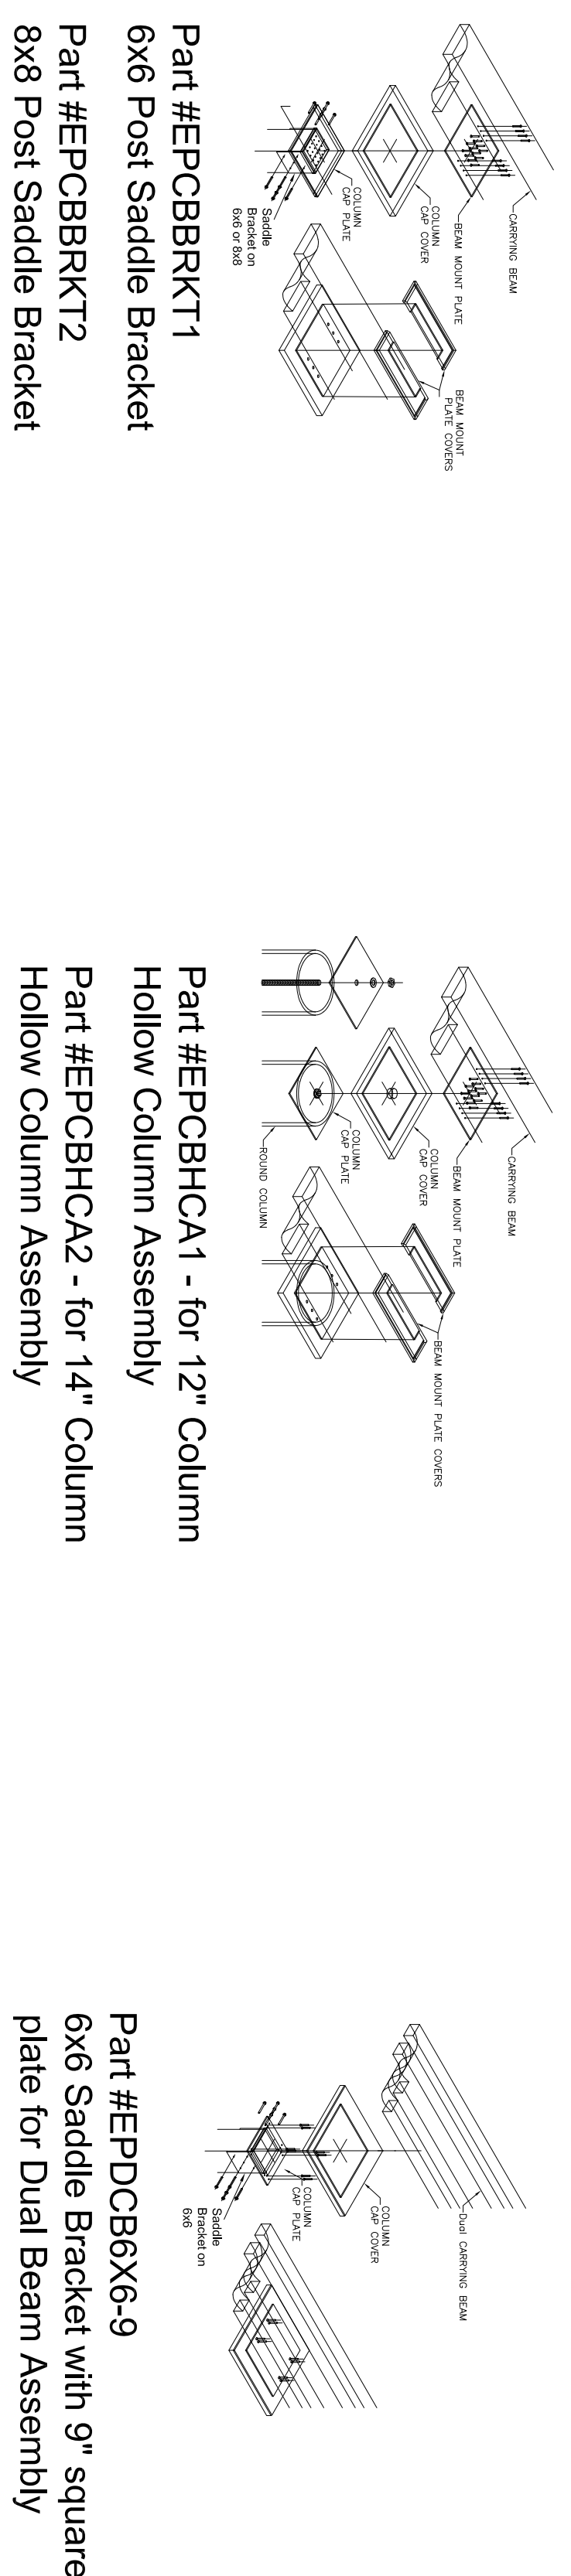 CARRYING BEAM
BEAM MOUNT PLATE
COLUMN
CAP COVER
COLUMN
CAP PLATE
Saddle
Bracket on
6x6 or 8x8
BEAM MOUNT
PLATE COVERS
Part #EPCBBRKT1
6x6 Post Saddle Bracket
Part #EPCBBRKT2
8x8 Post Saddle Bracket
CARRYING BEAM
BEAM MOUNT PLATE
COLUMN
CAP COVER
COLUMN
CAP PLATE
ROUND COLUMN
BEAM MOUNT PLATE COVERS
Part #EPCBHCA1 - for 12" Column
Hollow Column Assembly
Part #EPCBHCA2 - for 14" Column
Hollow Column Assembly
Dual CARRYING BEAM
COLUMN
CAP COVER
COLUMN
CAP PLATE
Saddle
Bracket on
6x6
Part #EPDCB6X6-9
6x6 Saddle Bracket with 9" square
plate for Dual Beam Assembly